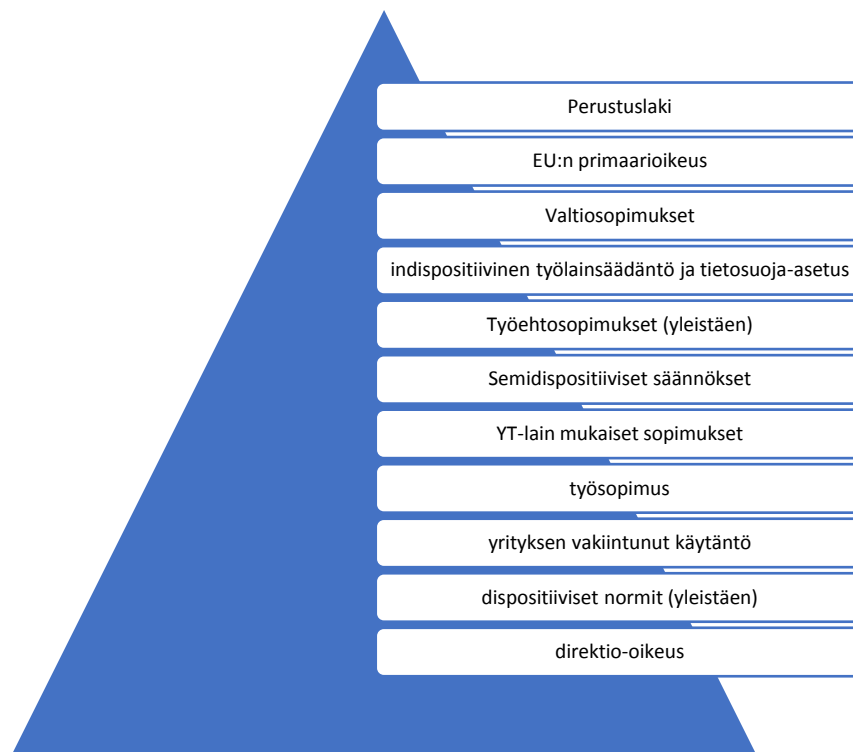 Perustuslaki
EU:n primaarioikeus
Valtiosopimukset
indispositiivinen työlainsäädäntö ja tietosuoja-asetus
Työehtosopimukset (yleistäen)
Semidispositiiviset säännökset
YT-lain mukaiset sopimukset
työsopimus
yrityksen vakiintunut käytäntö
dispositiiviset normit (yleistäen)
direktio-oikeus